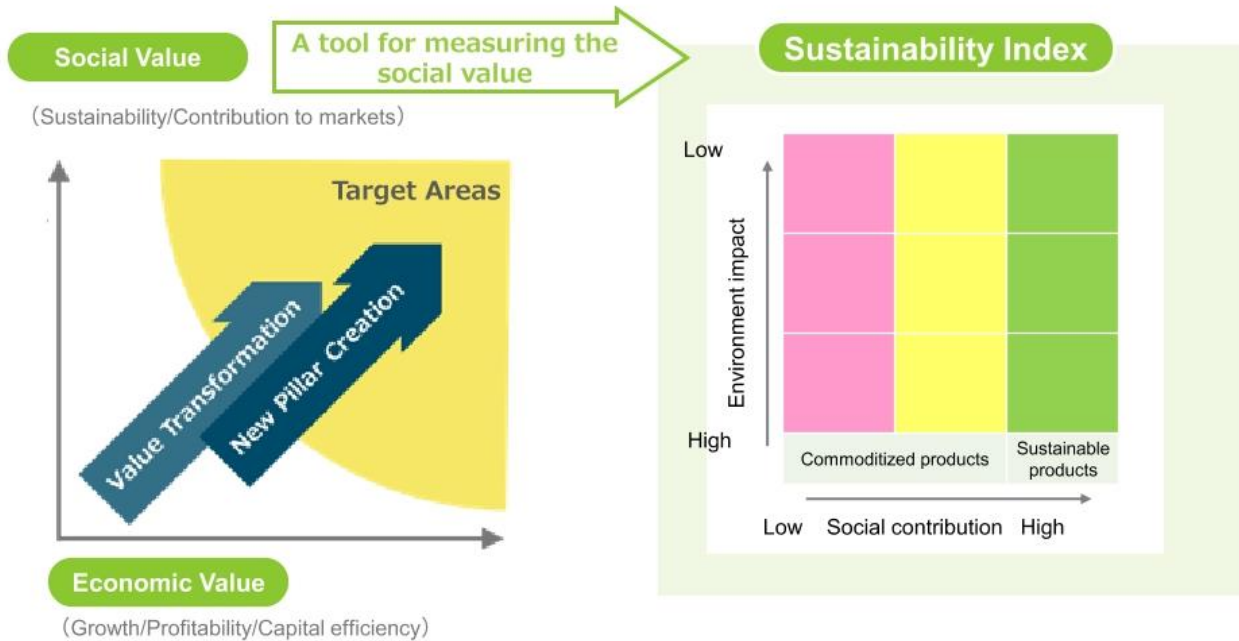 Social Value
（Sustainability/Contribution to markets）
A tool for measuring the
social value
Sustainability Index
Target Areas
Value Transformation
New Pillar Creation
Economic Value
（Growth/Profitability/Capital efficiency）
Low
Environment impact
High
Commoditized products
Sustainable
products
Low Social contribution High